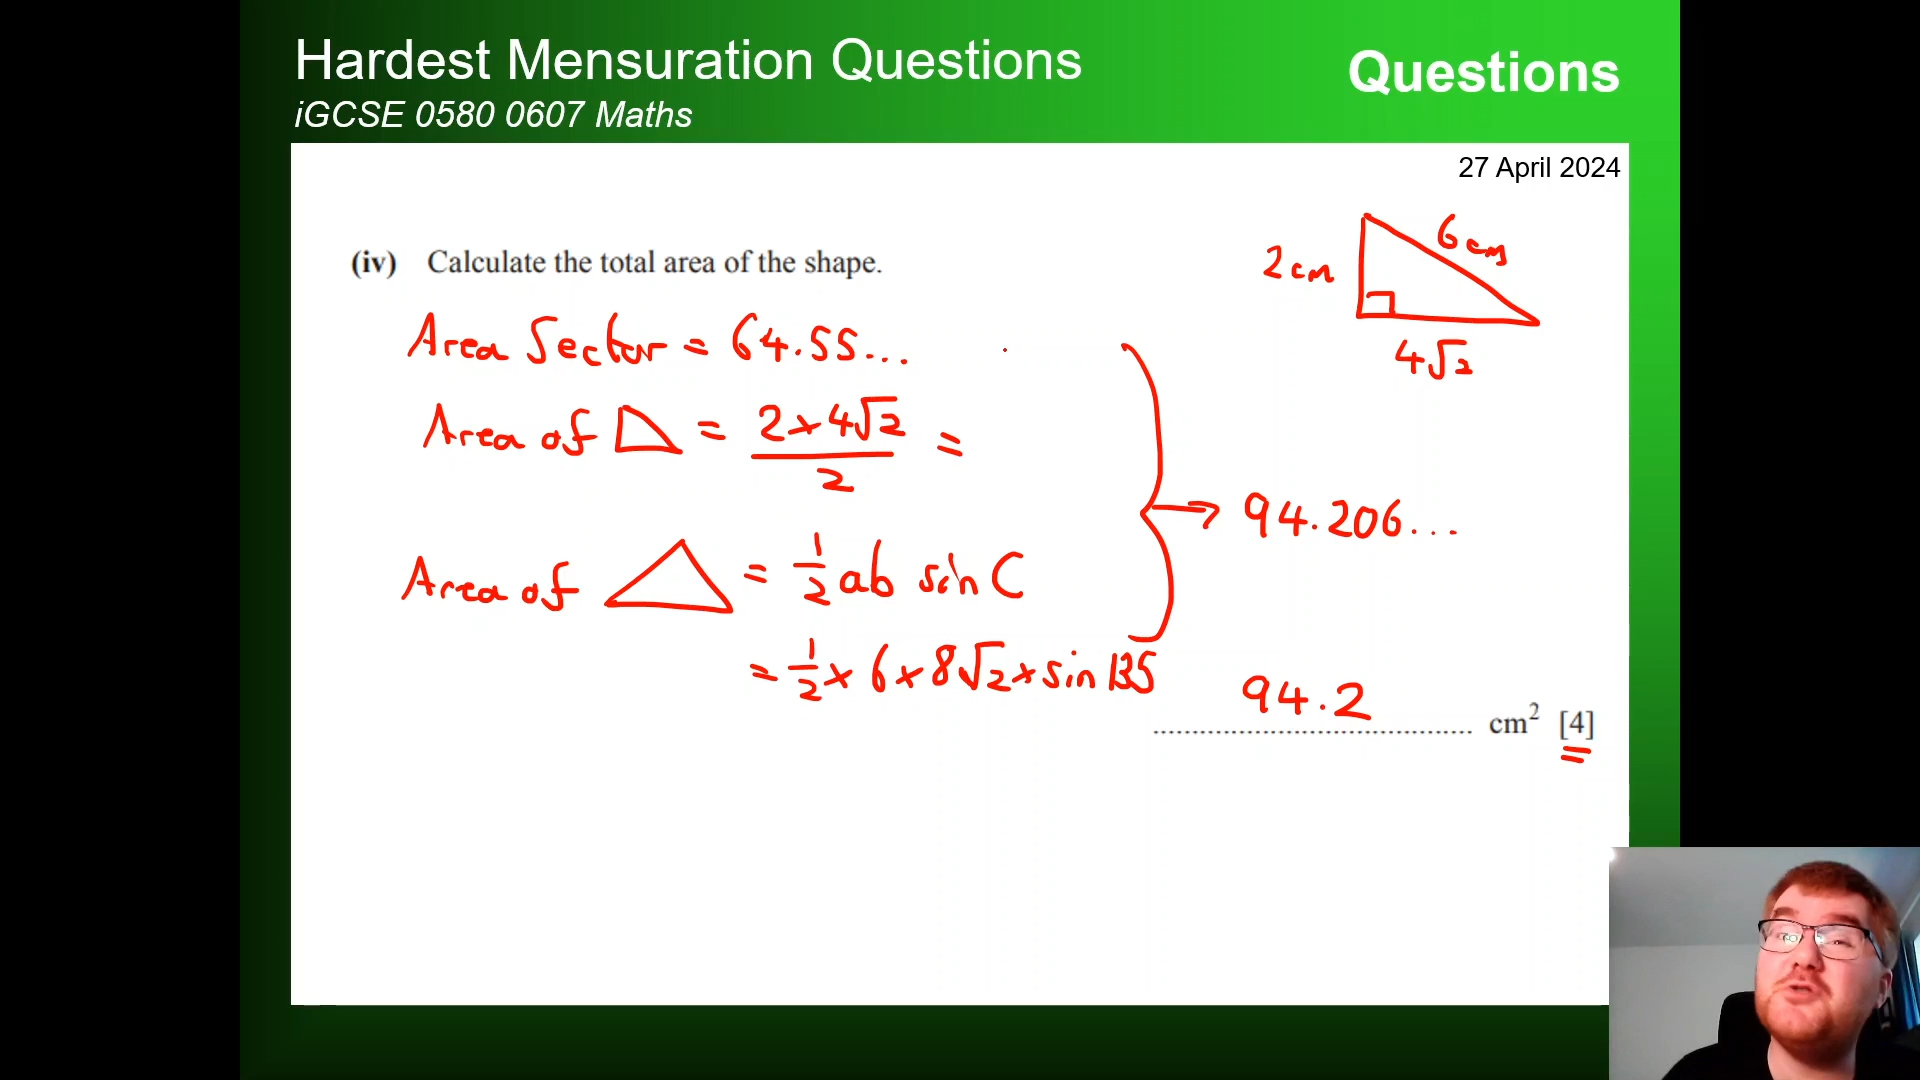 Hardest Mensuration Questions
Questions
iGCSE 0580 0607 Maths
27 April 2024
6cm
2cm
4√2
(iv) Calculate the total area of the shape.
Area Sector = 64.55...
Area of = 2×4√2 / 2 =
→ 94.206...
Area of = 1/2 ab sin C
= 1/2 × 6 × 8√2 × sin 135
94.2
........................................ cm² [4]